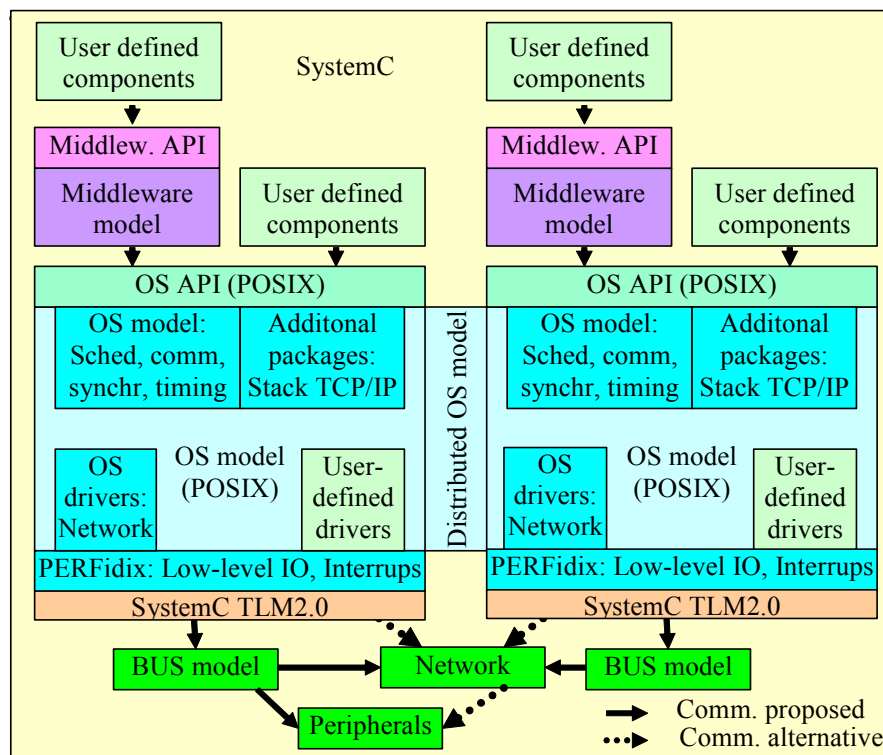 User defined
components
SystemC
User defined
components
Middlew. API
Middlew. API
Middleware
model
User defined
components
Middleware
model
User defined
components
OS API (POSIX)
OS API (POSIX)
OS model:
Sched, comm,
synchr, timing
Additonal
packages:
Stack TCP/IP
Distributed OS model
OS model:
Sched, comm,
synchr, timing
Additonal
packages:
Stack TCP/IP
OS
drivers:
Network
OS model
(POSIX)
User-
defined
drivers
OS
drivers:
Network
OS model
(POSIX)
User-
defined
drivers
PERFidix: Low-level IO, Interrups
PERFidix: Low-level IO, Interrups
SystemC TLM2.0
SystemC TLM2.0
BUS model
Network
BUS model
Peripherals
Comm. proposed
Comm. alternative